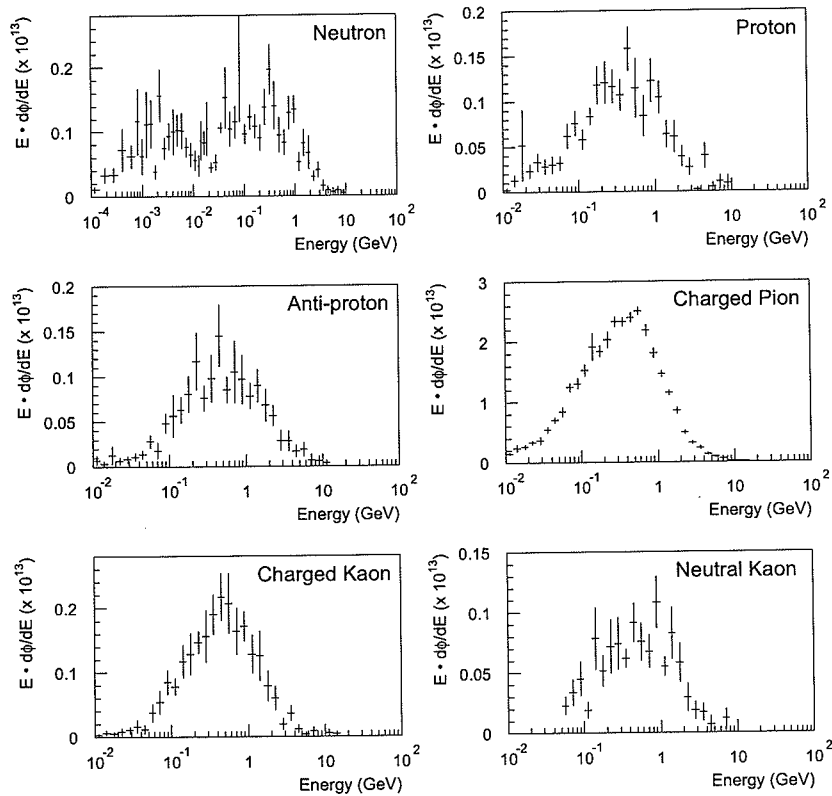 Neutron
E • dφ/dE (x 10^13)
0.2
0.1
0
10^-4 10^-3 10^-2 10^-1 1 10 10^2
Energy (GeV)
Proton
E • dφ/dE (x 10^13)
0.2
0.15
0.1
0.05
0
10^-2 10^-1 1 10 10^2
Energy (GeV)
Anti-proton
E • dφ/dE (x 10^13)
0.2
0.15
0.1
0.05
0
10^-2 10^-1 1 10 10^2
Energy (GeV)
Charged Pion
E • dφ/dE (x 10^13)
3
2
1
0
10^-2 10^-1 1 10 10^2
Energy (GeV)
Charged Kaon
E • dφ/dE (x 10^13)
0.2
0.1
0
10^-2 10^-1 1 10 10^2
Energy (GeV)
Neutral Kaon
E • dφ/dE (x 10^13)
0.15
0.1
0.05
0
10^-2 10^-1 1 10 10^2
Energy (GeV)